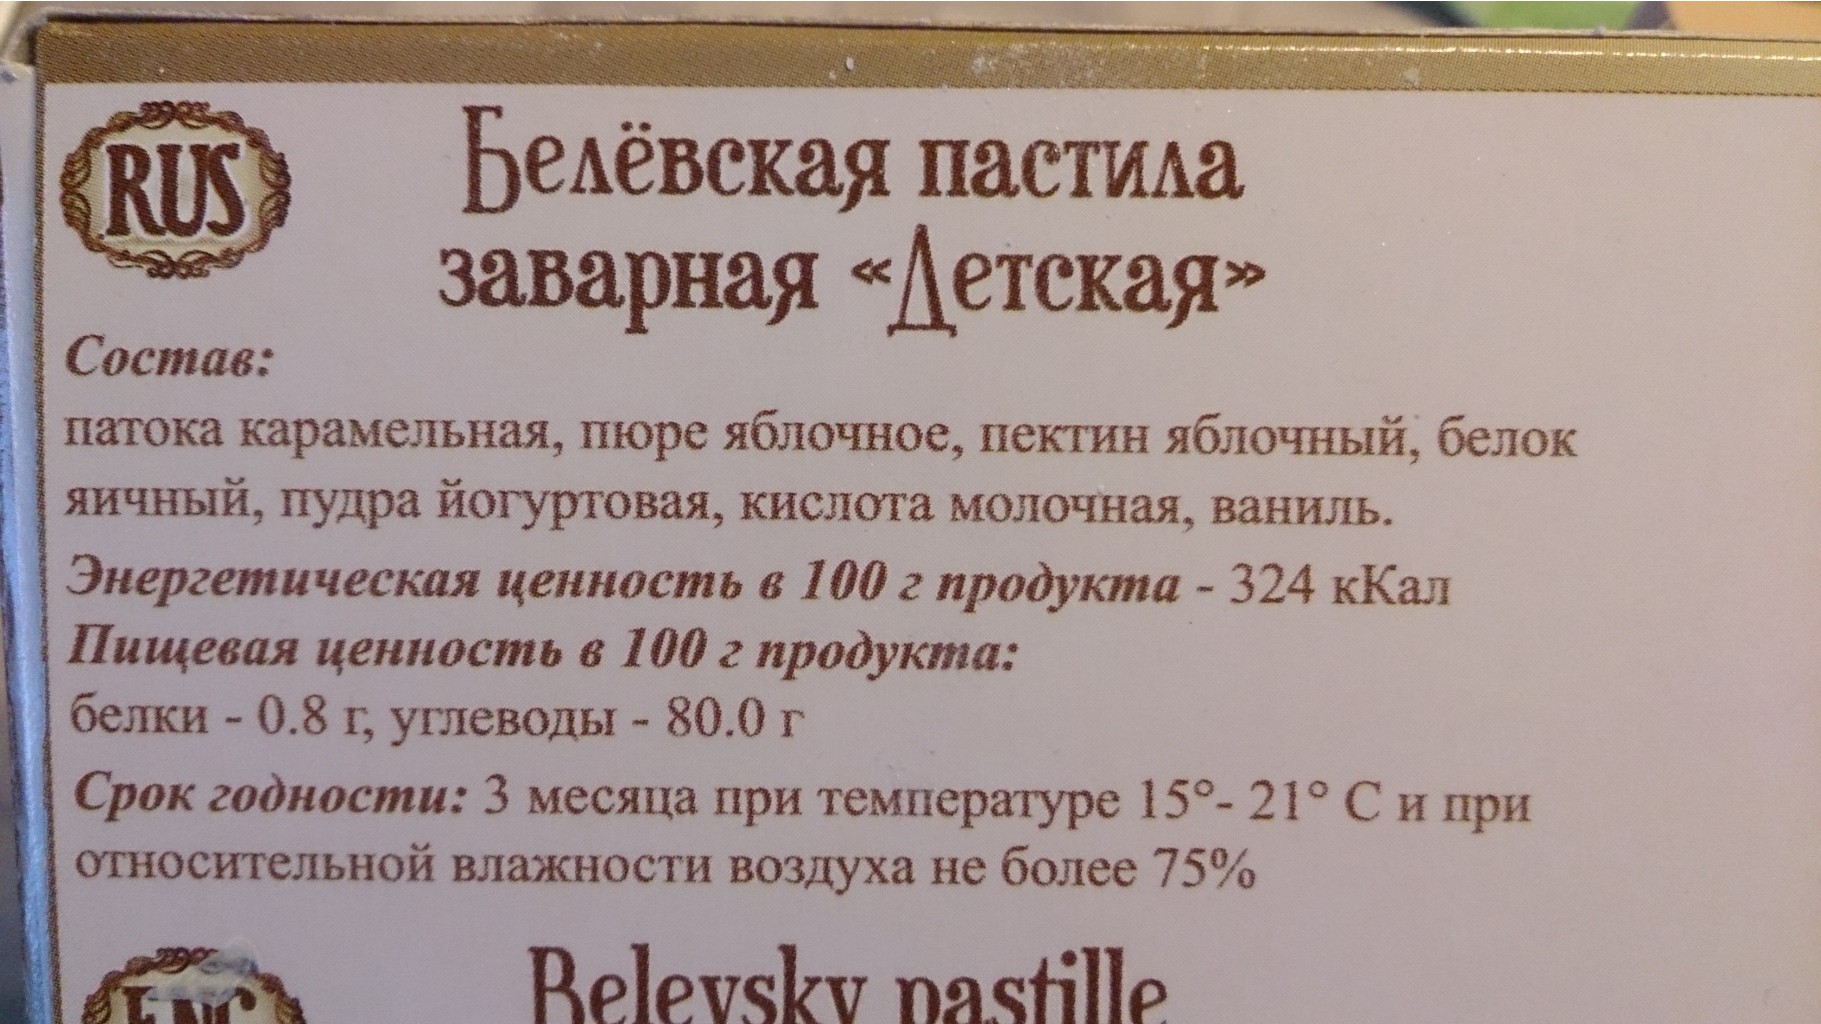 RUS
Белёвская пастила
заварная «Детская»
Состав:
патока карамельная, пюре яблочное, пектин яблочный, белок
яичный, пудра йогуртовая, кислота молочная, ваниль.
Энергетическая ценность в 100 г продукта - 324 кКал
Пищевая ценность в 100 г продукта:
белки - 0.8 г, углеводы - 80.0 г
Срок годности: 3 месяца при температуре 15°- 21° С и при
относительной влажности воздуха не более 75%
ENG
Belevsky pastille